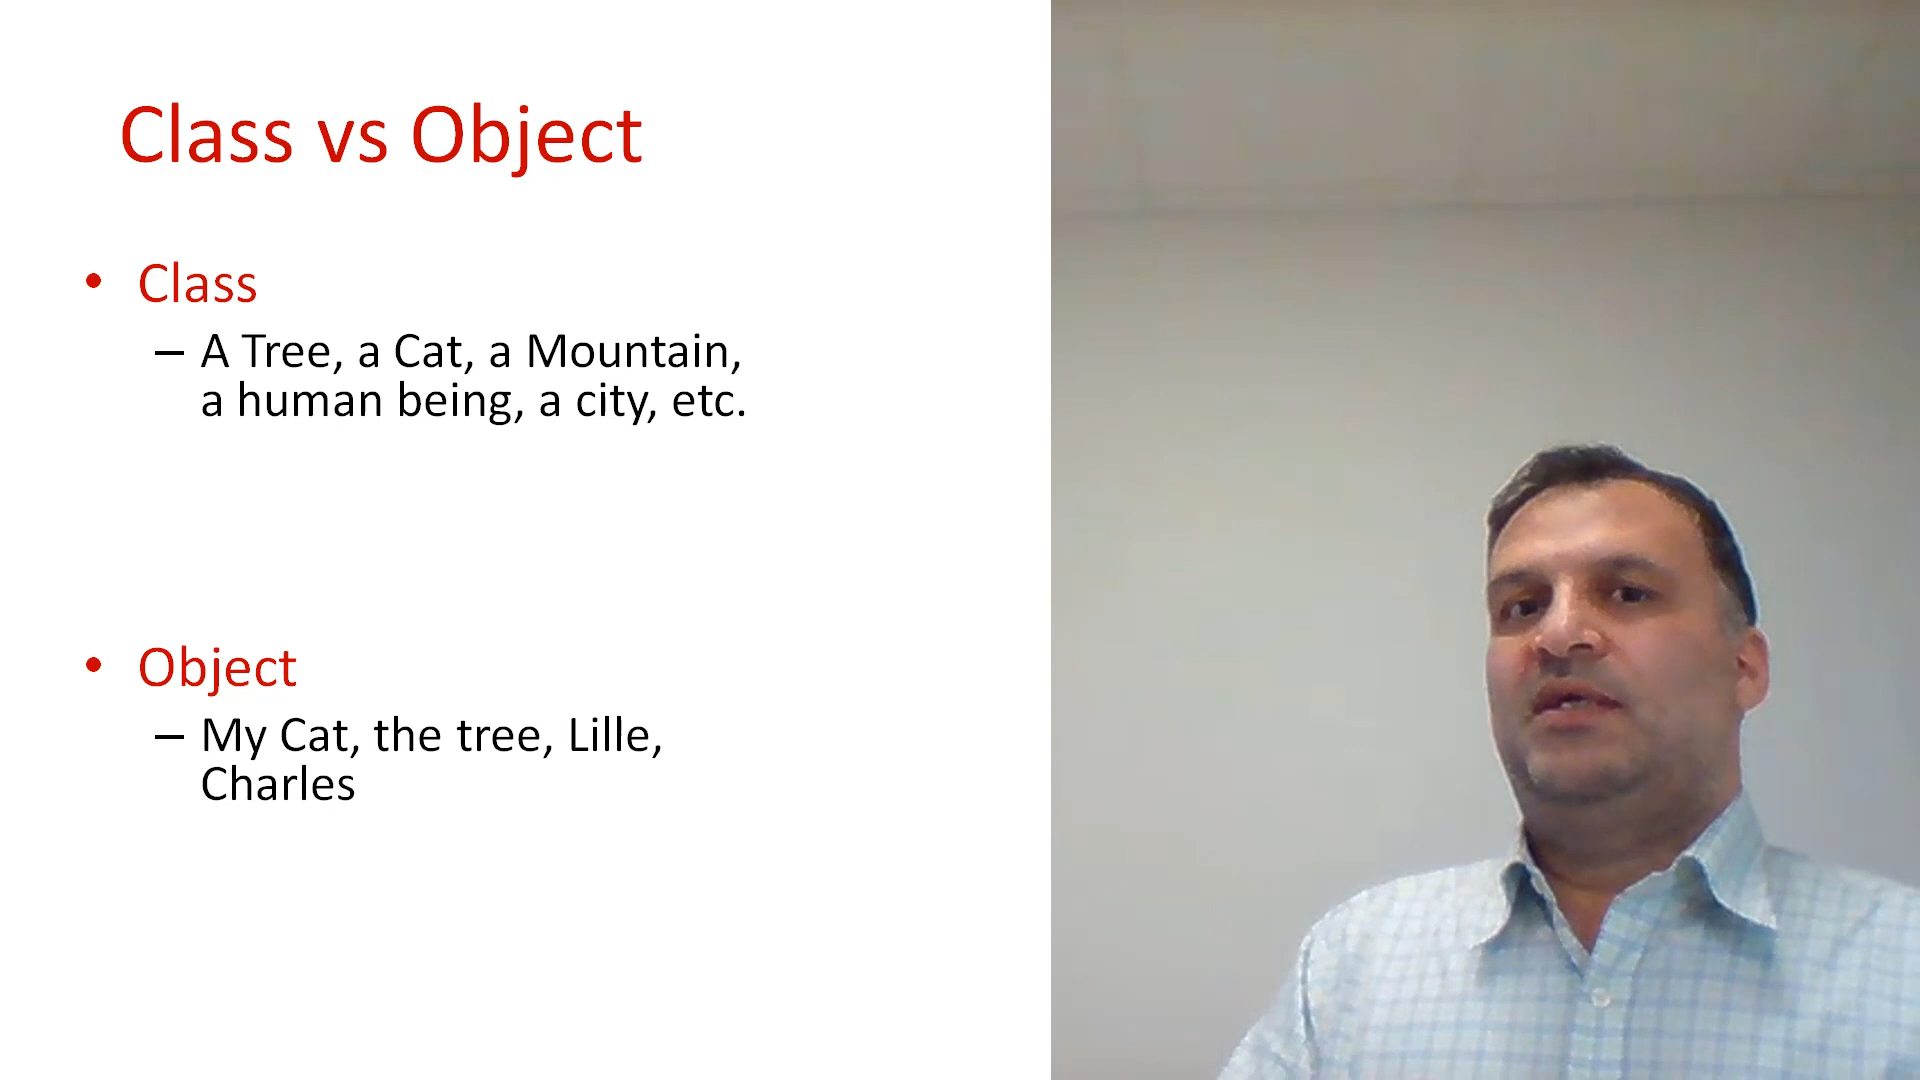 Class vs Object
• Class
– A Tree, a Cat, a Mountain,
a human being, a city, etc.
• Object
– My Cat, the tree, Lille,
Charles